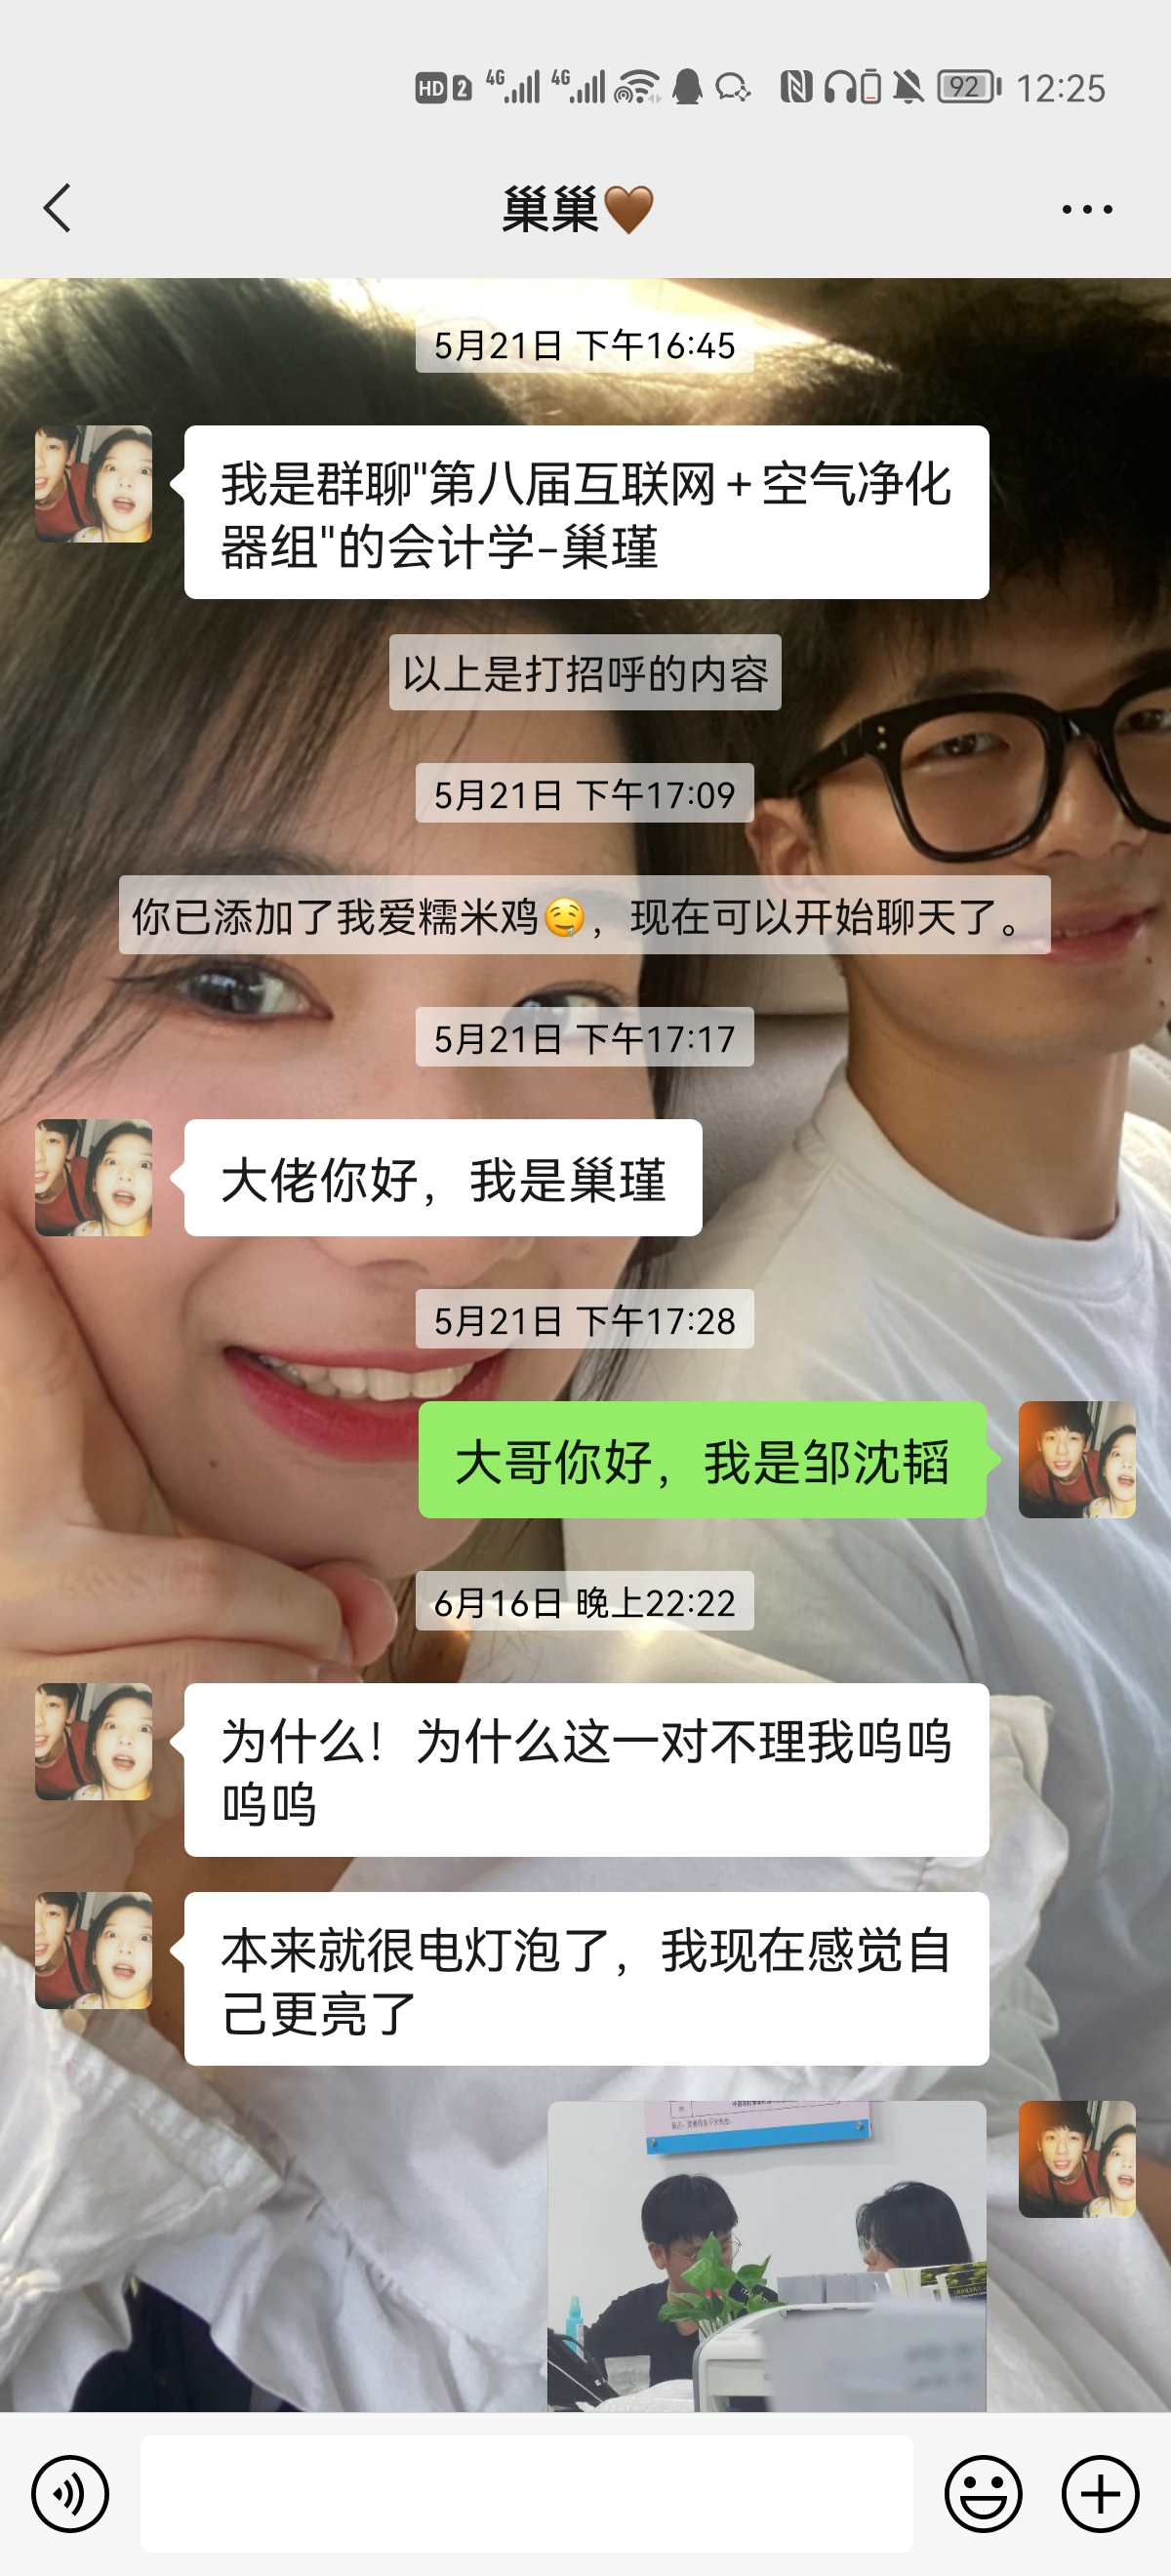 HD 2 4G 4G 92 12:25
巢巢🤎
5月21日 下午16:45
我是群聊"第八届互联网＋空气净化
器组"的会计学-巢瑾
以上是打招呼的内容
5月21日 下午17:09
你已添加了我爱糯米鸡🤤，现在可以开始聊天了。
5月21日 下午17:17
大佬你好，我是巢瑾
5月21日 下午17:28
大哥你好，我是邹沈韬
6月16日 晚上22:22
为什么！为什么这一对不理我呜呜
呜呜
本来就很电灯泡了，我现在感觉自
己更亮了